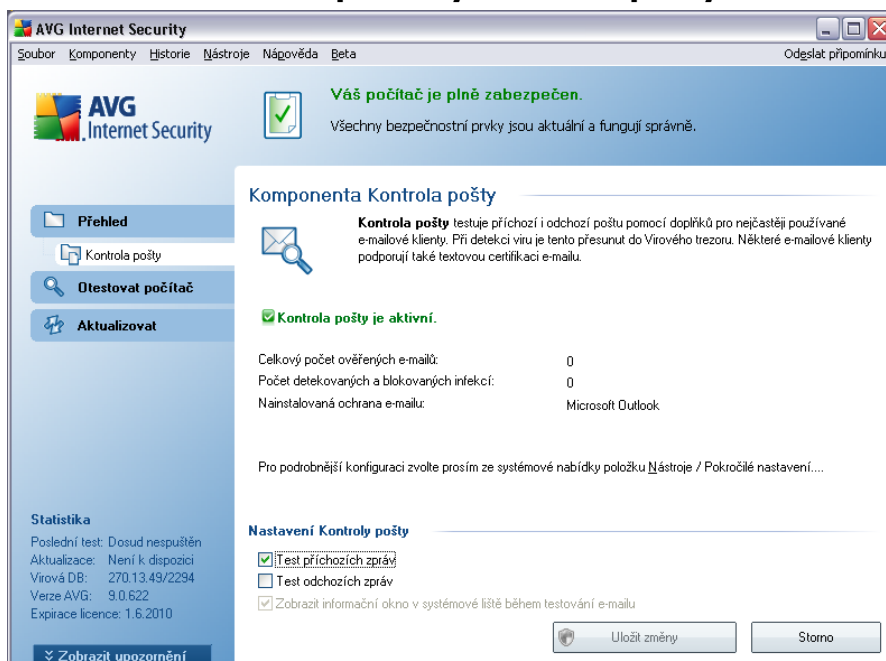 AVG Internet Security
Soubor Komponenty Historie Nástroje Nápověda Beta Odeslat připomínku
AVG
Internet Security
Váš počítač je plně zabezpečen.
Všechny bezpečnostní prvky jsou aktuální a fungují správně.
Přehled
Kontrola pošty
Otestovat počítač
Aktualizovat
Komponenta Kontrola pošty
Kontrola pošty testuje příchozí i odchozí poštu pomocí doplňků pro nejčastěji používané
e-mailové klienty. Při detekci viru je tento přesunut do Virového trezoru. Některé e-mailové klienty
podporují také textovou certifikaci e-mailu.
Kontrola pošty je aktivní.
Celkový počet ověřených e-mailů: 0
Počet detekovaných a blokovaných infekcí: 0
Nainstalovaná ochrana e-mailu: Microsoft Outlook
Pro podrobnější konfiguraci zvolte prosím ze systémové nabídky položku Nástroje / Pokročilé nastavení....
Nastavení Kontroly pošty
Test příchozích zpráv
Test odchozích zpráv
Zobrazit informační okno v systémové liště během testování e-mailu
Uložit změny Storno
Statistika
Poslední test: Dosud nespuštěn
Aktualizace: Není k dispozici
Virová DB: 270.13.49/2294
Verze AVG: 9.0.622
Expirace licence: 1.6.2010
Zobrazit upozornění